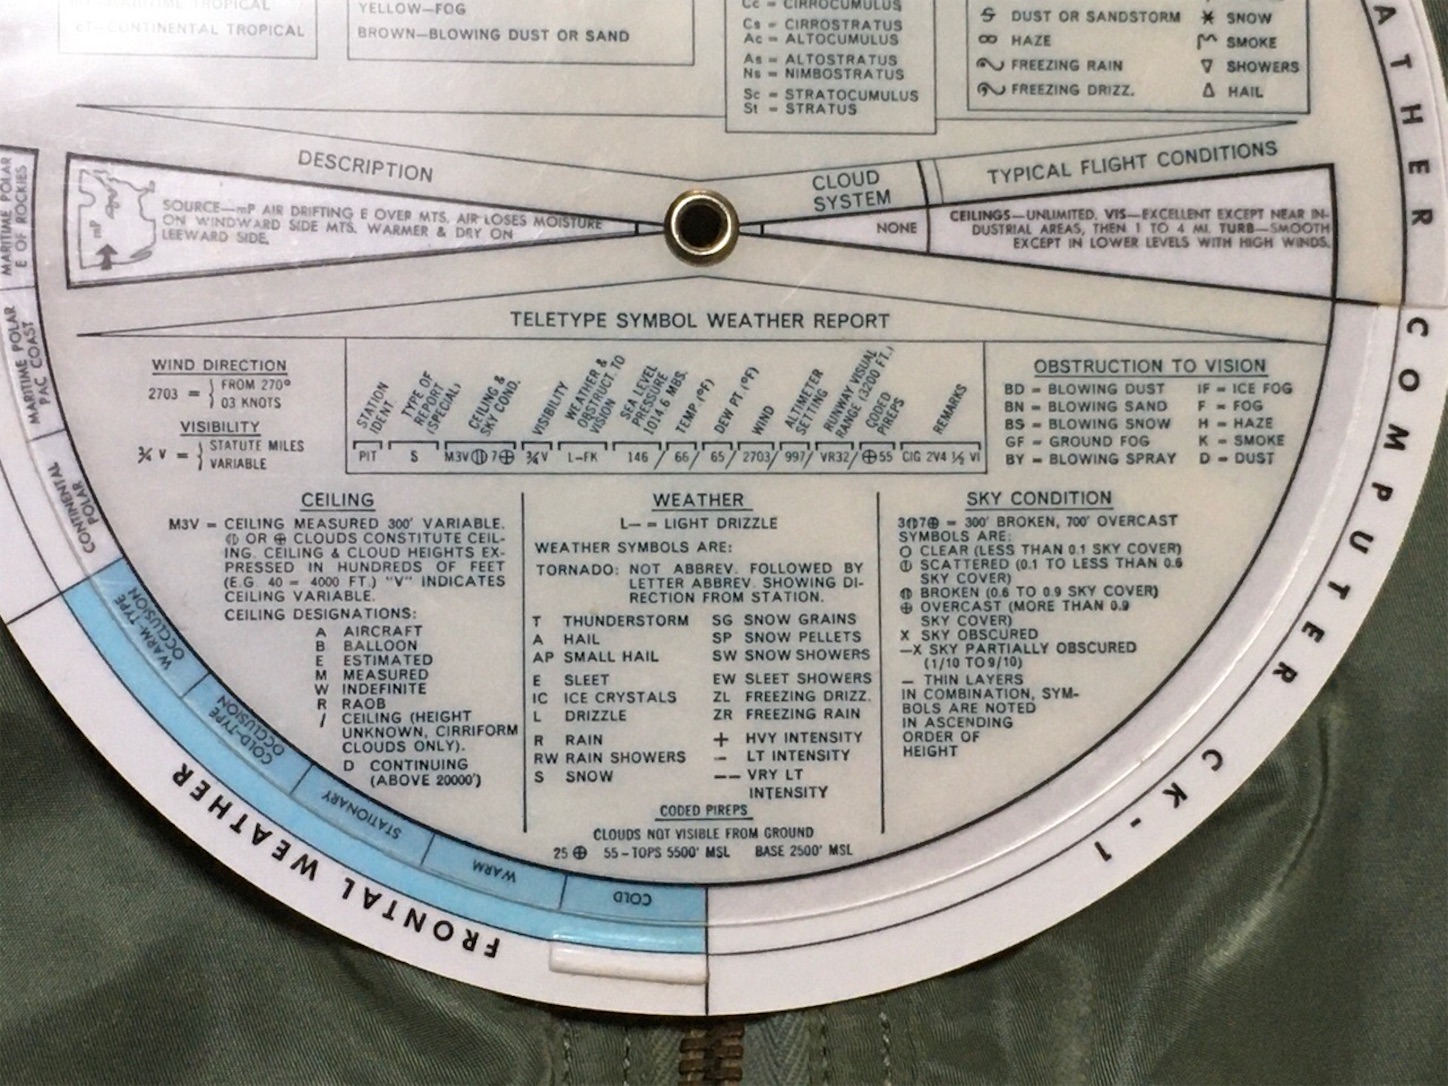 CONTINENTAL TROPICAL
YELLOW—FOG
BROWN—BLOWING DUST OR SAND
Cc = CIRROCUMULUS
Cs = CIRROSTRATUS
Ac = ALTOCUMULUS
As = ALTOSTRATUS
Ns = NIMBOSTRATUS
Sc = STRATOCUMULUS
St = STRATUS
DUST OR SANDSTORM
SNOW
∞ HAZE
SMOKE
FREEZING RAIN
SHOWERS
FREEZING DRIZZ.
HAIL
ATHER COMPUTER CK-1
DESCRIPTION
CLOUD SYSTEM
TYPICAL FLIGHT CONDITIONS
mP
SOURCE—mP AIR DRIFTING E OVER MTS. AIR LOSES MOISTURE
ON WINDWARD SIDE MTS. WARMER & DRY ON
LEEWARD SIDE.
NONE
CEILINGS—UNLIMITED. VIS—EXCELLENT EXCEPT NEAR IN-
DUSTRIAL AREAS, THEN 1 TO 4 MI. TURB—SMOOTH
EXCEPT IN LOWER LEVELS WITH HIGH WINDS.
MARITIME POLAR
E OF ROCKIES
MARITIME POLAR
PAC COAST
CONTINENTAL
POLAR
WARM-TYPE
OCCLUSION
COLD-TYPE
OCCLUSION
STATIONARY
WARM
COLD
FRONTAL WEATHER
TELETYPE SYMBOL WEATHER REPORT
WIND DIRECTION
2703 = FROM 270°
03 KNOTS
VISIBILITY
¾ V = STATUTE MILES
VARIABLE
STATION IDENT.
TYPE OF REPORT (SPECIAL)
CEILING & SKY COND.
VISIBILITY
WEATHER & OBSTRUCT. TO VISION
SEA LEVEL PRESSURE 1014.6 MBS.
TEMP. (°F)
DEW PT. (°F)
WIND
ALTIMETER SETTING
RUNWAY VISUAL RANGE (3200 FT.)
CODED PIREPS
REMARKS
PIT S M3V⦶7⊕ ¾V L-FK 146/ 66/ 65/ 2703/ 997/ VR32/ ⊕55 CIG 2V4 ½ VI
OBSTRUCTION TO VISION
BD = BLOWING DUST IF = ICE FOG
BN = BLOWING SAND F = FOG
BS = BLOWING SNOW H = HAZE
GF = GROUND FOG K = SMOKE
BY = BLOWING SPRAY D = DUST
CEILING
M3V = CEILING MEASURED 300' VARIABLE.
⦶ OR ⊕ CLOUDS CONSTITUTE CEIL-
ING. CEILING & CLOUD HEIGHTS EX-
PRESSED IN HUNDREDS OF FEET
(E.G. 40 = 4000 FT.) "V" INDICATES
CEILING VARIABLE.
CEILING DESIGNATIONS:
A AIRCRAFT
B BALLOON
E ESTIMATED
M MEASURED
W INDEFINITE
R RAOB
/ CEILING (HEIGHT
UNKNOWN, CIRRIFORM
CLOUDS ONLY).
D CONTINUING
(ABOVE 20000')
WEATHER
L— = LIGHT DRIZZLE
WEATHER SYMBOLS ARE:
TORNADO: NOT ABBREV. FOLLOWED BY
LETTER ABBREV. SHOWING DI-
RECTION FROM STATION.
T THUNDERSTORM SG SNOW GRAINS
A HAIL SP SNOW PELLETS
AP SMALL HAIL SW SNOW SHOWERS
E SLEET EW SLEET SHOWERS
IC ICE CRYSTALS ZL FREEZING DRIZZ.
L DRIZZLE ZR FREEZING RAIN
R RAIN + HVY INTENSITY
RW RAIN SHOWERS — LT INTENSITY
S SNOW —— VRY LT
INTENSITY
CODED PIREPS
CLOUDS NOT VISIBLE FROM GROUND
25 ⊕ 55-TOPS 5500' MSL BASE 2500' MSL
SKY CONDITION
3⦶7⊕ = 300' BROKEN, 700' OVERCAST
SYMBOLS ARE:
O CLEAR (LESS THAN 0.1 SKY COVER)
⦶ SCATTERED (0.1 TO LESS THAN 0.6
SKY COVER)
BROKEN (0.6 TO 0.9 SKY COVER)
⊕ OVERCAST (MORE THAN 0.9
SKY COVER)
X SKY OBSCURED
—X SKY PARTIALLY OBSCURED
(1/10 TO 9/10)
— THIN LAYERS
IN COMBINATION, SYM-
BOLS ARE NOTED
IN ASCENDING
ORDER OF
HEIGHT